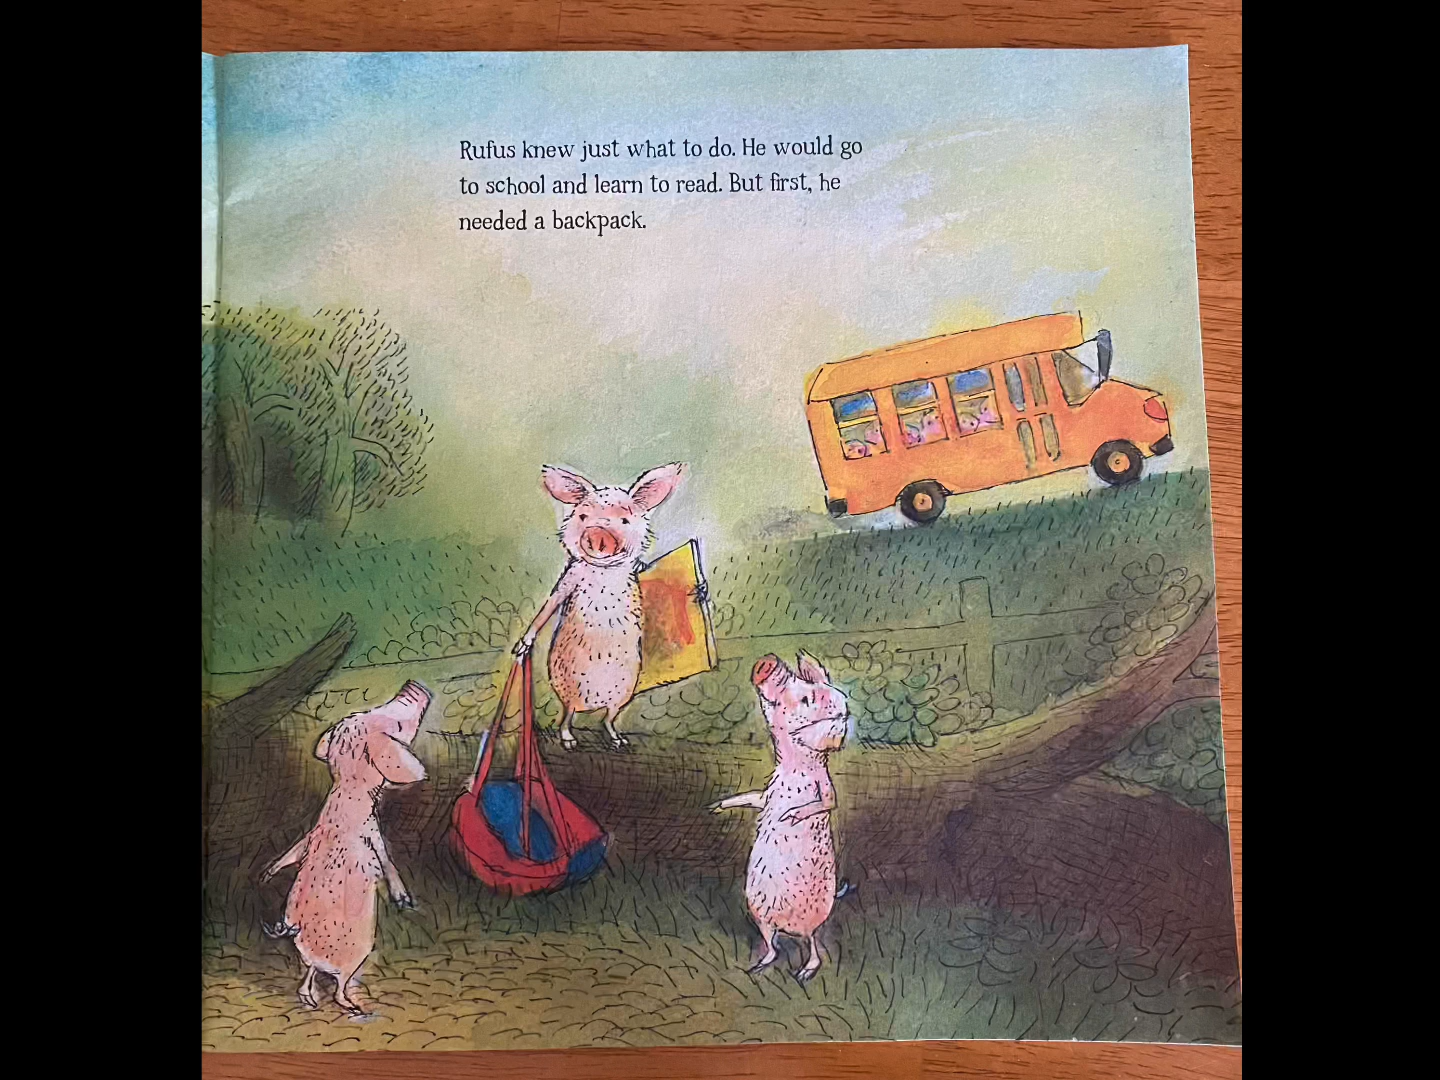 Rufus knew just what to do. He would go
to school and learn to read. But first, he
needed a backpack.